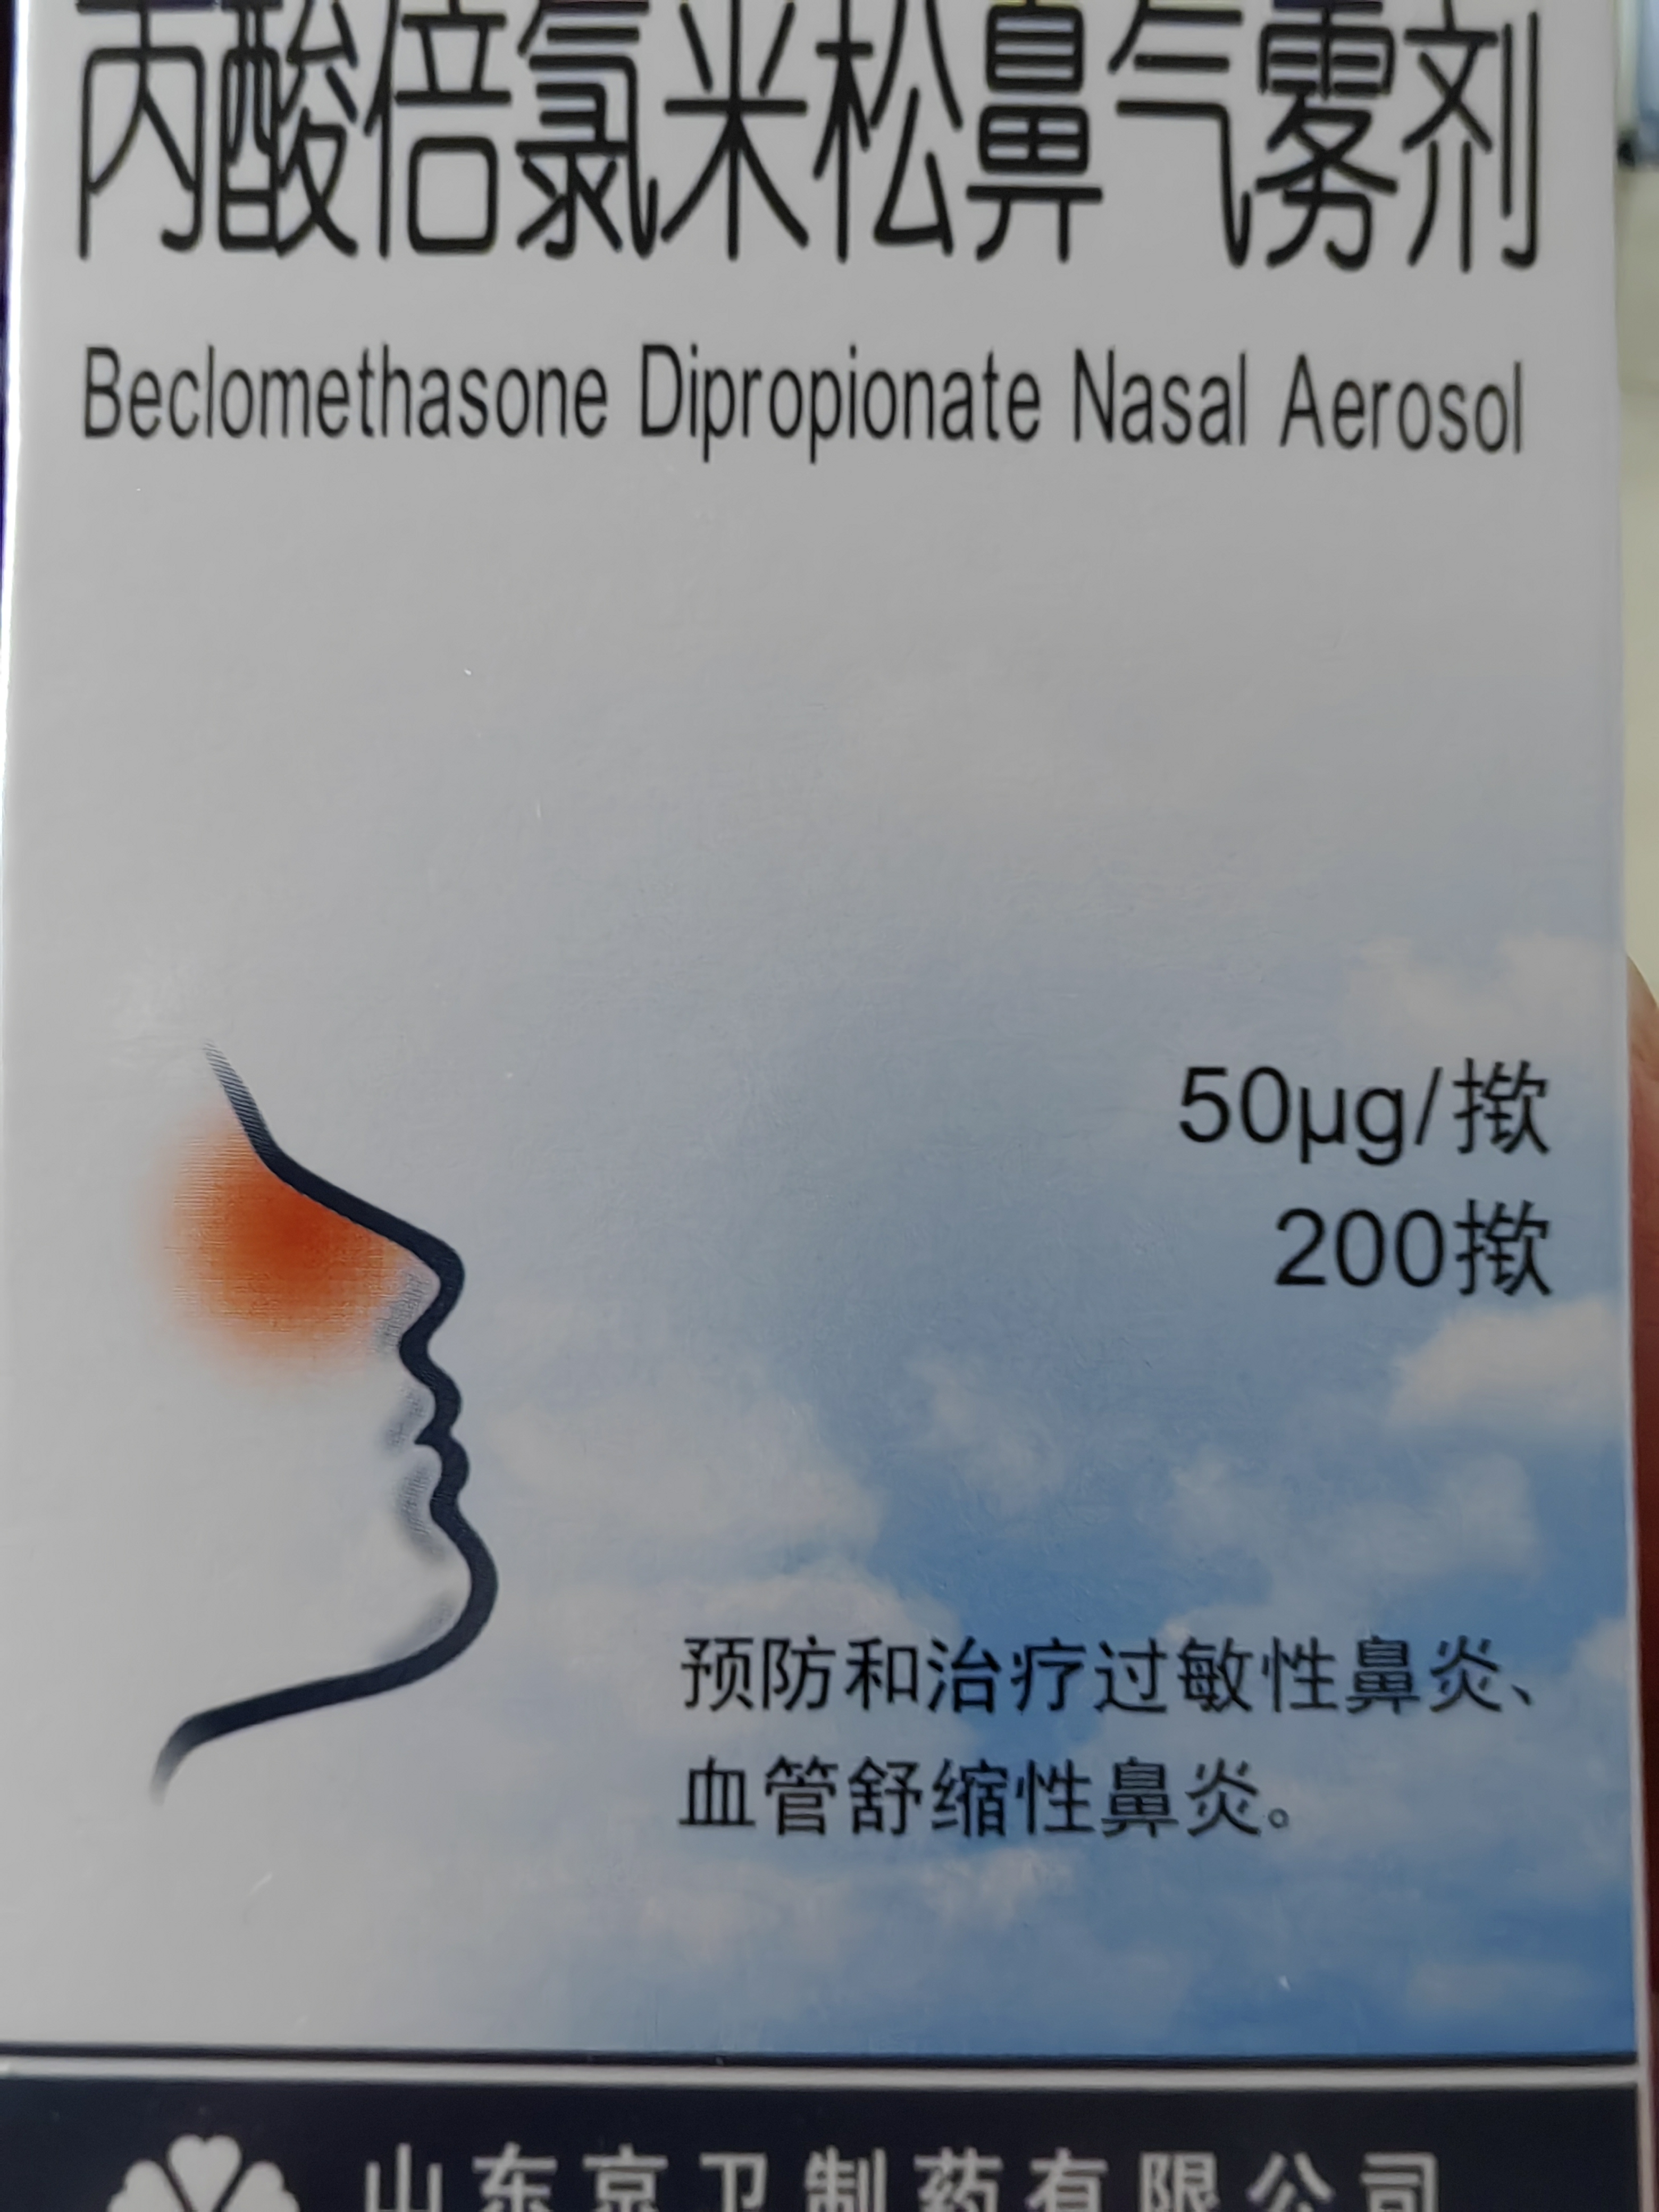 丙酸倍氯米松鼻气雾剂
Beclomethasone Dipropionate Nasal Aerosol
50μg/揿
200揿
预防和治疗过敏性鼻炎、
血管舒缩性鼻炎。
山东京卫制药有限公司